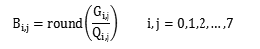 B_{i,j} = round(G_{i,j}/Q_{i,j}) i,j = 0,1,2,…,7